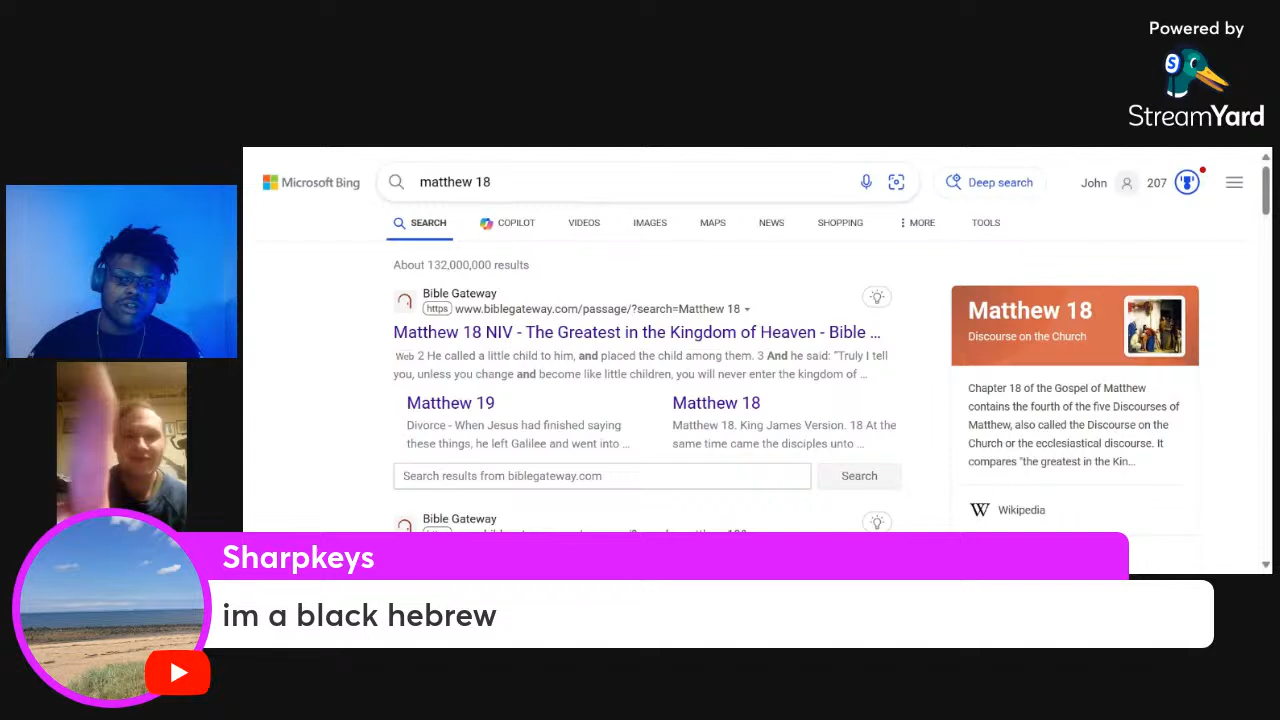 Powered by
StreamYard
Microsoft Bing
matthew 18
Deep search
John
207
SEARCH
COPILOT
VIDEOS
IMAGES
MAPS
NEWS
SHOPPING
MORE
TOOLS
About 132,000,000 results
Bible Gateway
https www.biblegateway.com/passage/?search=Matthew 18
Matthew 18 NIV - The Greatest in the Kingdom of Heaven - Bible ...
Web 2 He called a little child to him, and placed the child among them. 3 And he said: "Truly I tell
you, unless you change and become like little children, you will never enter the kingdom of ...
Matthew 19
Divorce - When Jesus had finished saying
these things, he left Galilee and went into ...
Matthew 18
Matthew 18. King James Version. 18 At the
same time came the disciples unto ...
Search results from biblegateway.com
Search
Bible Gateway
Matthew 18
Discourse on the Church
Chapter 18 of the Gospel of Matthew
contains the fourth of the five Discourses of
Matthew, also called the Discourse on the
Church or the ecclesiastical discourse. It
compares "the greatest in the Kin...
Wikipedia
Sharpkeys
im a black hebrew